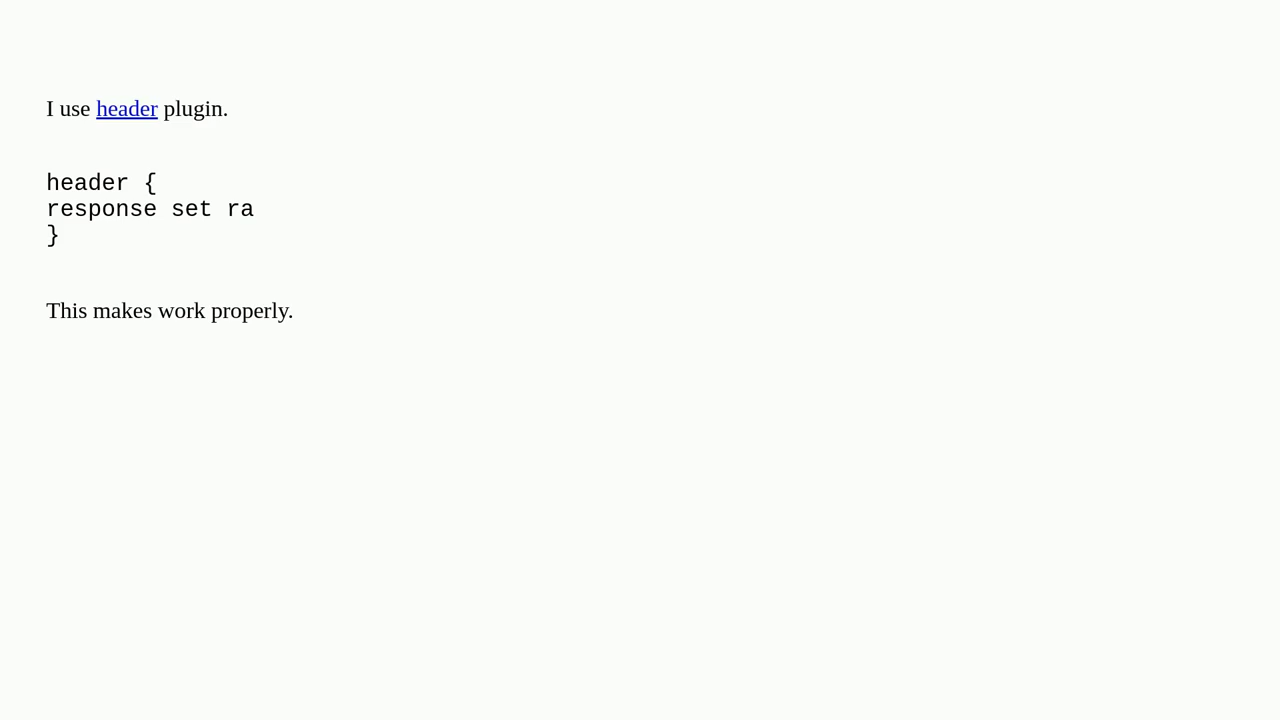 I use header plugin.
header {
response set ra
}
This makes work properly.